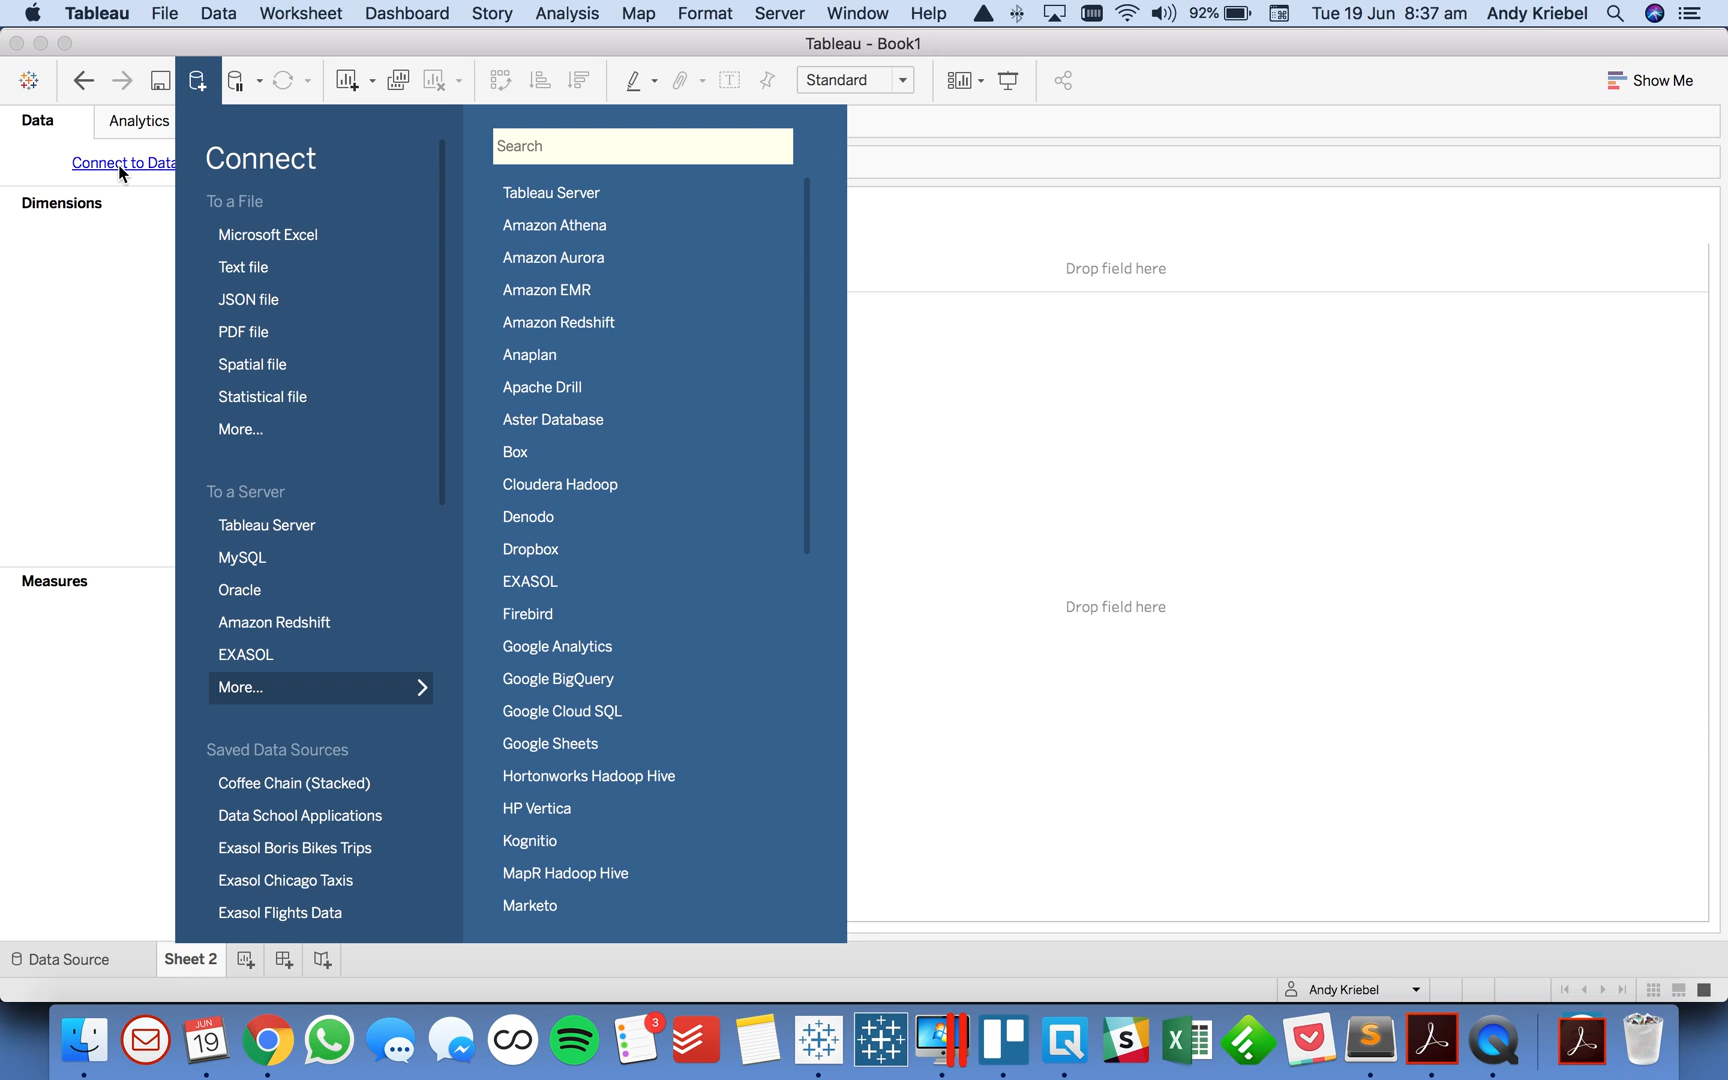 Tableau File Data Worksheet Dashboard Story Analysis Map Format Server Window Help 92% Tue 19 Jun 8:37 am Andy Kriebel
Tableau - Book1
Standard Show Me
Data Analytics
Connect to Data
Dimensions
Measures
Connect
To a File
Microsoft Excel
Text file
JSON file
PDF file
Spatial file
Statistical file
More...
To a Server
Tableau Server
MySQL
Oracle
Amazon Redshift
EXASOL
More...
Saved Data Sources
Coffee Chain (Stacked)
Data School Applications
Exasol Boris Bikes Trips
Exasol Chicago Taxis
Exasol Flights Data
Search
Tableau Server
Amazon Athena
Amazon Aurora
Amazon EMR
Amazon Redshift
Anaplan
Apache Drill
Aster Database
Box
Cloudera Hadoop
Denodo
Dropbox
EXASOL
Firebird
Google Analytics
Google BigQuery
Google Cloud SQL
Google Sheets
Hortonworks Hadoop Hive
HP Vertica
Kognitio
MapR Hadoop Hive
Marketo
Drop field here
Drop field here
Data Source Sheet 2
Andy Kriebel
JUN
19
3